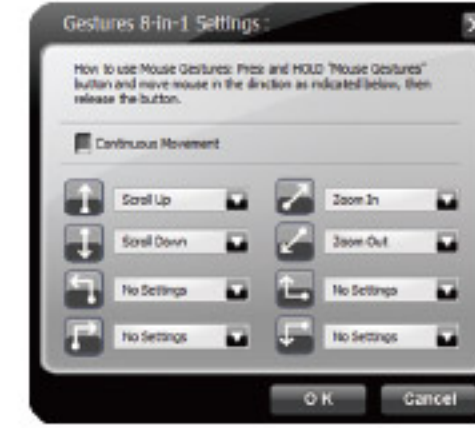 Gestures 8-in-1 Settings :
How to use Mouse Gestures: Press and HOLD "Mouse Gestures"
button and move mouse in the direction as indicated below, then
release the button.
Continuous Movement
Scroll Up
Zoom In
Scroll Down
Zoom Out
No Settings
No Settings
No Settings
No Settings
OK
Cancel